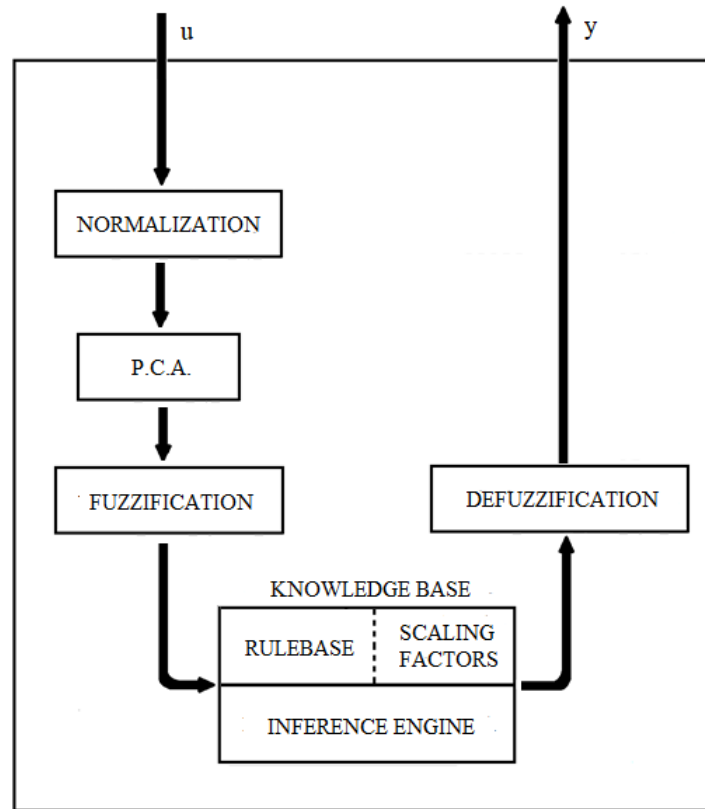 u
y
NORMALIZATION
P.C.A.
FUZZIFICATION
DEFUZZIFICATION
KNOWLEDGE BASE
RULEBASE
SCALING
FACTORS
INFERENCE ENGINE